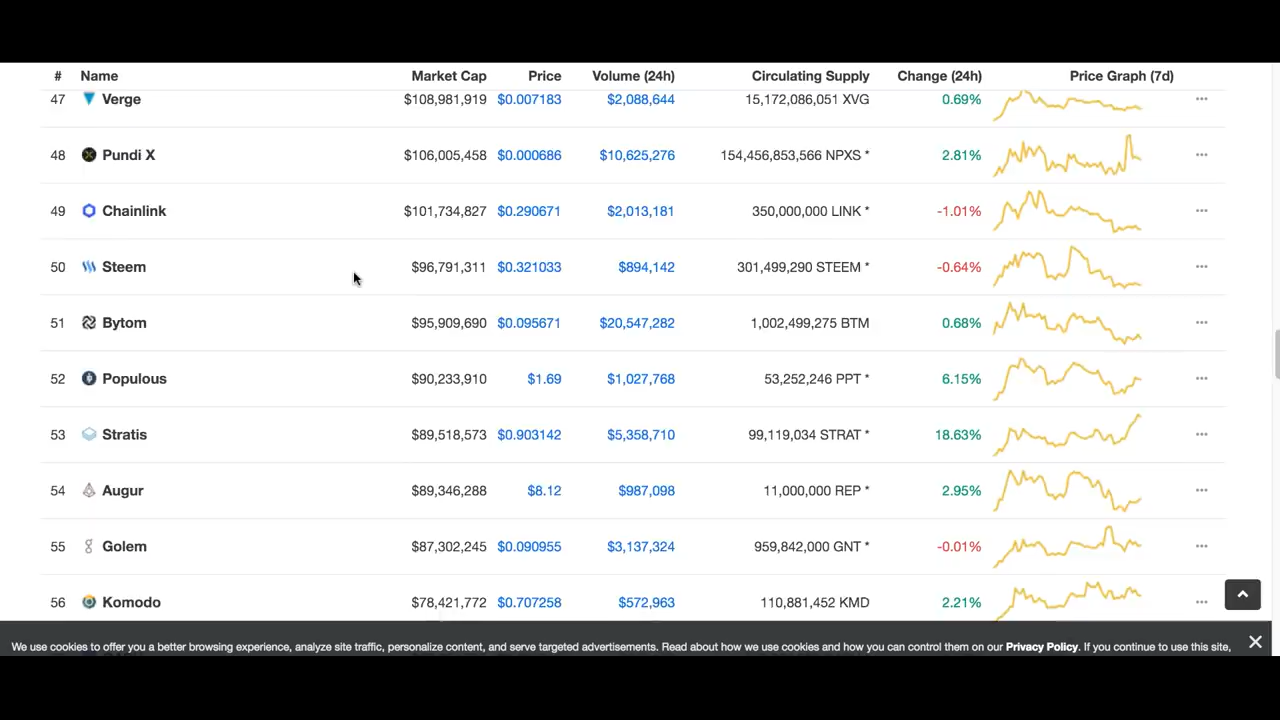 # Name Market Cap Price Volume (24h) Circulating Supply Change (24h) Price Graph (7d)
47 Verge $108,981,919 $0.007183 $2,088,644 15,172,086,051 XVG 0.69% ...
48 Pundi X $106,005,458 $0.000686 $10,625,276 154,456,853,566 NPXS * 2.81% ...
49 Chainlink $101,734,827 $0.290671 $2,013,181 350,000,000 LINK * -1.01% ...
50 Steem $96,791,311 $0.321033 $894,142 301,499,290 STEEM * -0.64% ...
51 Bytom $95,909,690 $0.095671 $20,547,282 1,002,499,275 BTM 0.68% ...
52 Populous $90,233,910 $1.69 $1,027,768 53,252,246 PPT * 6.15% ...
53 Stratis $89,518,573 $0.903142 $5,358,710 99,119,034 STRAT * 18.63% ...
54 Augur $89,346,288 $8.12 $987,098 11,000,000 REP * 2.95% ...
55 Golem $87,302,245 $0.090955 $3,137,324 959,842,000 GNT * -0.01% ...
56 Komodo $78,421,772 $0.707258 $572,963 110,881,452 KMD 2.21% ...
We use cookies to offer you a better browsing experience, analyze site traffic, personalize content, and serve targeted advertisements. Read about how we use cookies and how you can control them on our Privacy Policy. If you continue to use this site,